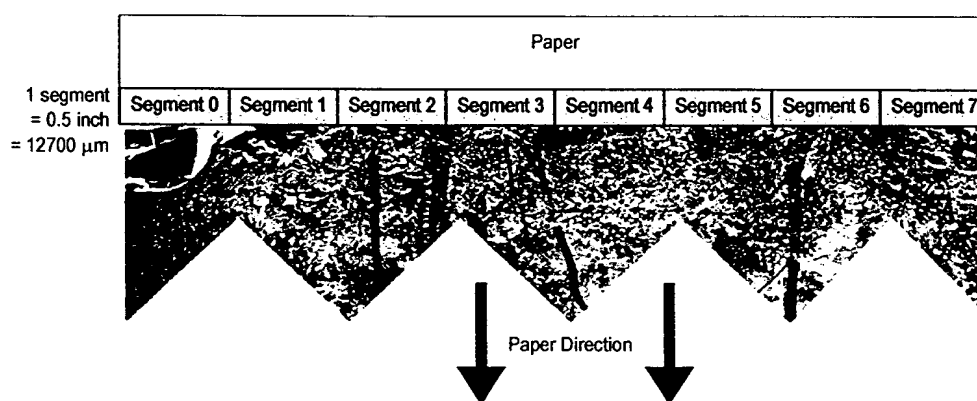 Paper
1 segment
= 0.5 inch
= 12700 µm
Segment 0 Segment 1 Segment 2 Segment 3 Segment 4 Segment 5 Segment 6 Segment 7
Paper Direction